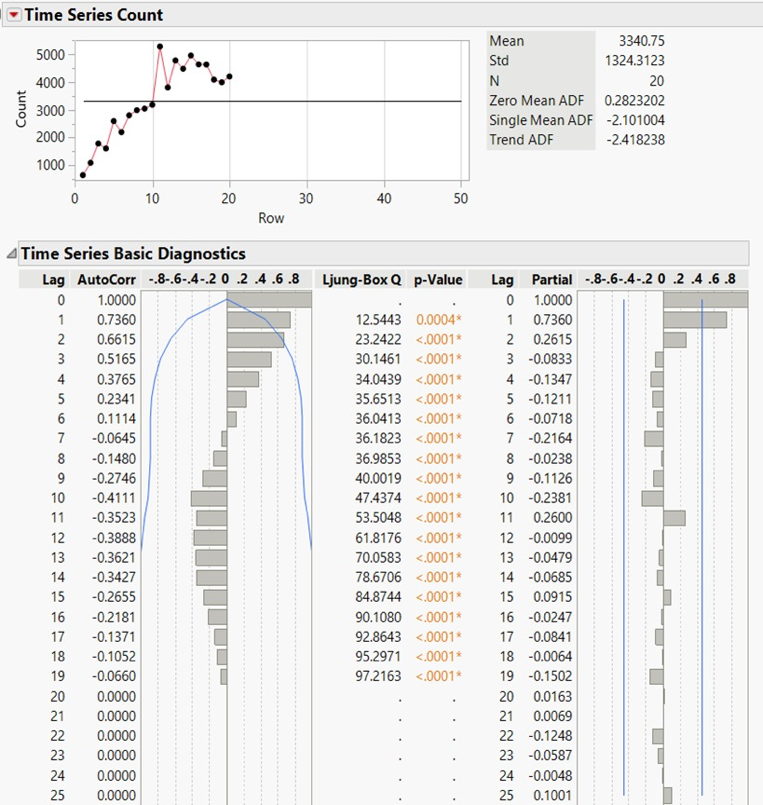 Time Series Count
5000
4000
3000
2000
1000
Count
0 10 20 30 40 50
Row
Mean 3340.75
Std 1324.3123
N 20
Zero Mean ADF 0.2823202
Single Mean ADF -2.101004
Trend ADF -2.418238
Time Series Basic Diagnostics
Lag AutoCorr -.8-.6-.4-.2 0 .2 .4 .6 .8 Ljung-Box Q p-Value Lag Partial -.8-.6-.4-.2 0 .2 .4 .6 .8
0 1.0000 . . 0 1.0000
1 0.7360 12.5443 0.0004* 1 0.7360
2 0.6615 23.2422 <.0001* 2 0.2615
3 0.5165 30.1461 <.0001* 3 -0.0833
4 0.3765 34.0439 <.0001* 4 -0.1347
5 0.2341 35.6513 <.0001* 5 -0.1211
6 0.1114 36.0413 <.0001* 6 -0.0718
7 -0.0645 36.1823 <.0001* 7 -0.2164
8 -0.1480 36.9853 <.0001* 8 -0.0238
9 -0.2746 40.0019 <.0001* 9 -0.1126
10 -0.4111 47.4374 <.0001* 10 -0.2381
11 -0.3523 53.5048 <.0001* 11 0.2600
12 -0.3888 61.8176 <.0001* 12 -0.0099
13 -0.3621 70.0583 <.0001* 13 -0.0479
14 -0.3427 78.6706 <.0001* 14 -0.0685
15 -0.2655 84.8744 <.0001* 15 0.0915
16 -0.2181 90.1080 <.0001* 16 -0.0247
17 -0.1371 92.8643 <.0001* 17 -0.0841
18 -0.1052 95.2971 <.0001* 18 -0.0064
19 -0.0660 97.2163 <.0001* 19 -0.1502
20 0.0000 . . 20 0.0163
21 0.0000 . . 21 0.0069
22 0.0000 . . 22 -0.1248
23 0.0000 . . 23 -0.0587
24 0.0000 . . 24 -0.0048
25 0.0000 . . 25 0.1001